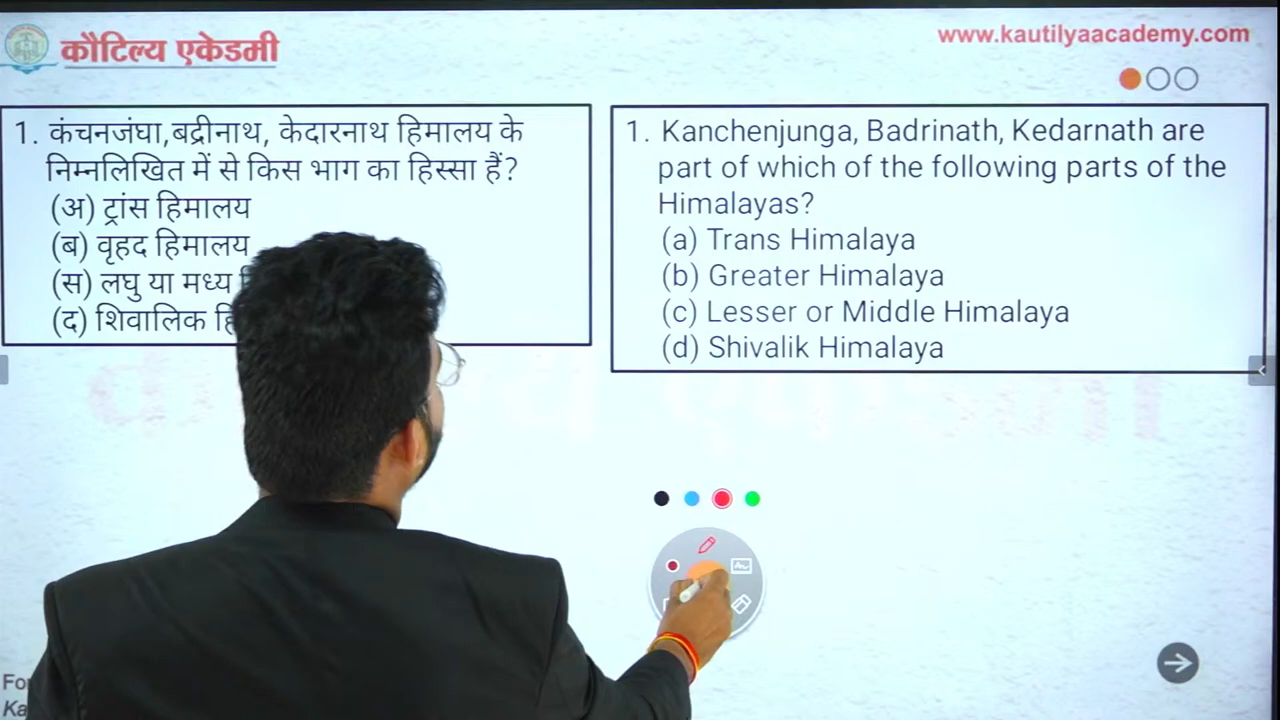 कौटिल्य एकेडमी
www.kautilyaacademy.com
1. कंचनजंघा,बद्रीनाथ, केदारनाथ हिमालय के
निम्नलिखित में से किस भाग का हिस्सा हैं?
(अ) ट्रांस हिमालय
(ब) वृहद हिमालय
(स) लघु या मध्य
(द) शिवालिक
1. Kanchenjunga, Badrinath, Kedarnath are
part of which of the following parts of the
Himalayas?
(a) Trans Himalaya
(b) Greater Himalaya
(c) Lesser or Middle Himalaya
(d) Shivalik Himalaya